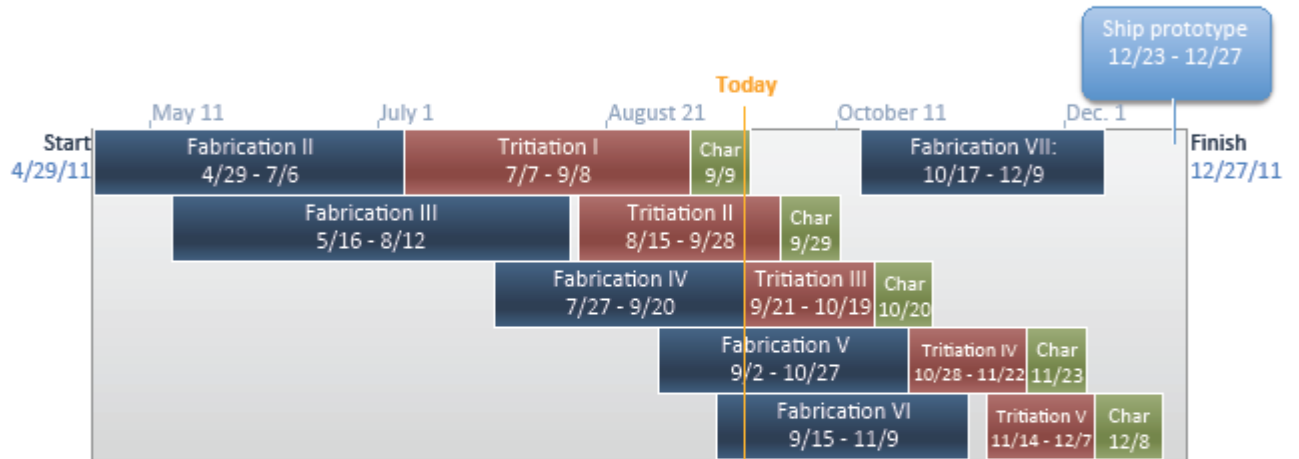 Ship prototype
12/23 - 12/27
Today
May 11
July 1
August 21
October 11
Dec. 1
Start
4/29/11
Finish
12/27/11
Fabrication II
4/29 - 7/6
Tritiation I
7/7 - 9/8
Char
9/9
Fabrication VII:
10/17 - 12/9
Fabrication III
5/16 - 8/12
Tritiation II
8/15 - 9/28
Char
9/29
Fabrication IV
7/27 - 9/20
Tritiation III
9/21 - 10/19
Char
10/20
Fabrication V
9/2 - 10/27
Tritiation IV
10/28 - 11/22
Char
11/23
Fabrication VI
9/15 - 11/9
Tritiation V
11/14 - 12/7
Char
12/8